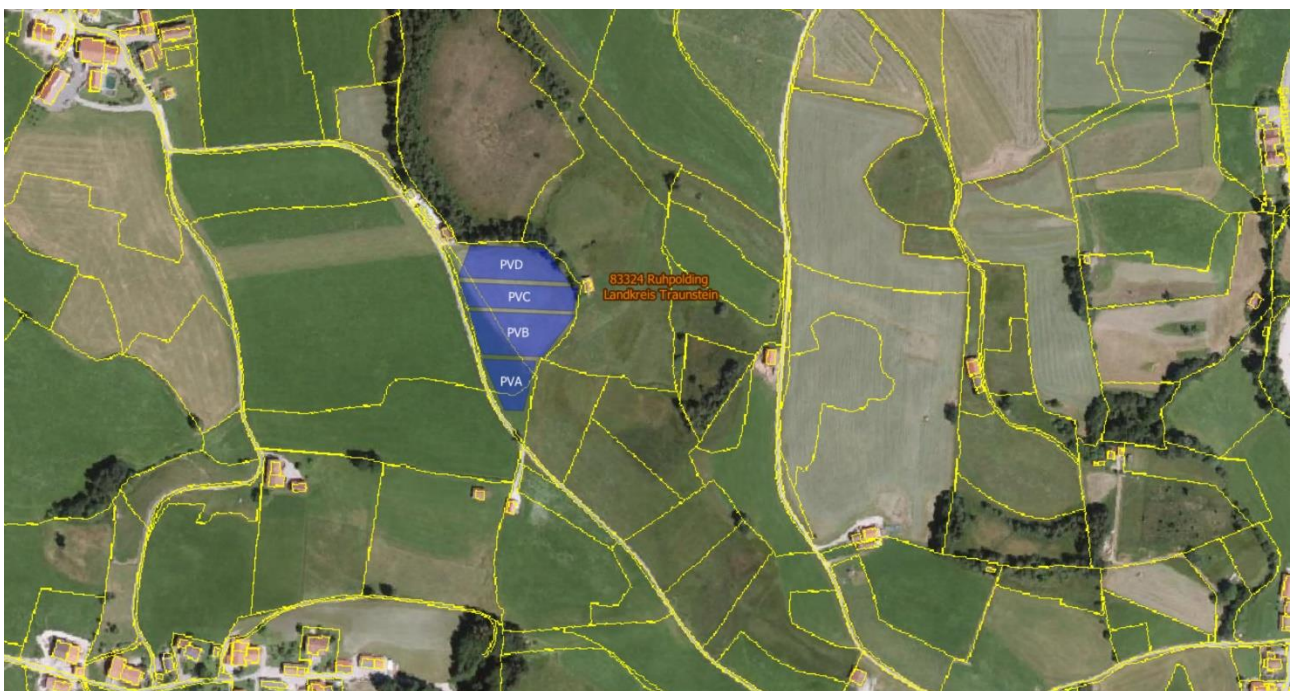 PVD
83324 Ruhpolding
PVC
Landkreis Traunstein
PVB
PVA